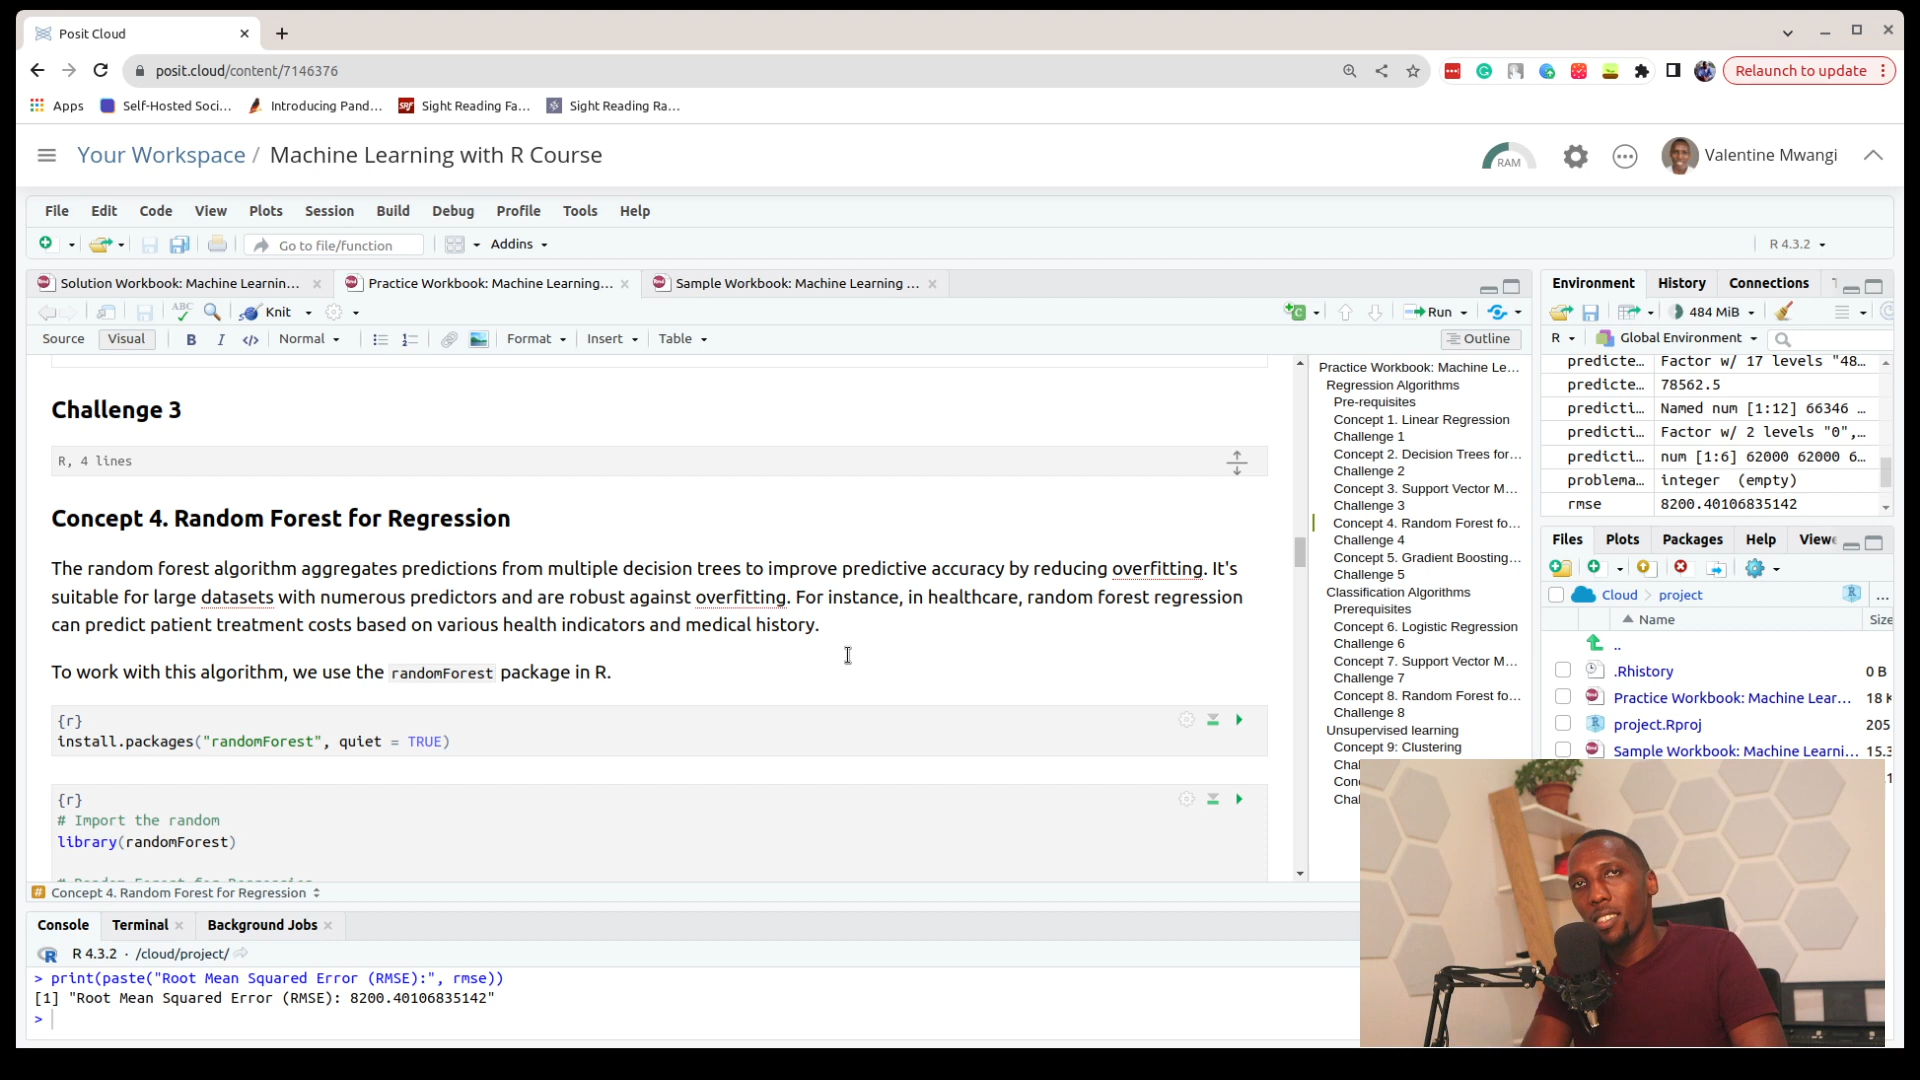 Posit Cloud
posit.cloud/content/7146376
Relaunch to update
Apps
Self-Hosted Soci...
Introducing Pand...
Sight Reading Fa...
Sight Reading Ra...
Your Workspace / Machine Learning with R Course
RAM
Valentine Mwangi
File Edit Code View Plots Session Build Debug Profile Tools Help
Go to file/function
Addins
R 4.3.2
Solution Workbook: Machine Learnin...
Practice Workbook: Machine Learning...
Sample Workbook: Machine Learning ...
ABC
Knit
Run
Source Visual B I </> Normal Format Insert Table Outline
Challenge 3
R, 4 lines
Concept 4. Random Forest for Regression
The random forest algorithm aggregates predictions from multiple decision trees to improve predictive accuracy by reducing overfitting. It's
suitable for large datasets with numerous predictors and are robust against overfitting. For instance, in healthcare, random forest regression
can predict patient treatment costs based on various health indicators and medical history.
To work with this algorithm, we use the randomForest package in R.
{r}
install.packages("randomForest", quiet = TRUE)
{r}
# Import the random
library(randomForest)
# Random Forest for Regression
Concept 4. Random Forest for Regression
Practice Workbook: Machine Le...
Regression Algorithms
Pre-requisites
Concept 1. Linear Regression
Challenge 1
Concept 2. Decision Trees for...
Challenge 2
Concept 3. Support Vector M...
Challenge 3
Concept 4. Random Forest fo...
Challenge 4
Concept 5. Gradient Boosting...
Challenge 5
Classification Algorithms
Prerequisites
Concept 6. Logistic Regression
Challenge 6
Concept 7. Support Vector M...
Challenge 7
Concept 8. Random Forest fo...
Challenge 8
Unsupervised learning
Concept 9: Clustering
Cha
Con
Cha
Console Terminal Background Jobs
R 4.3.2 · /cloud/project/
> print(paste("Root Mean Squared Error (RMSE):", rmse))
[1] "Root Mean Squared Error (RMSE): 8200.40106835142"
>
Environment History Connections
484 MiB
R Global Environment
predicte... Factor w/ 17 levels "48...
predicte... 78562.5
predicti... Named num [1:12] 66346 ...
predicti... Factor w/ 2 levels "0",...
predicti... num [1:6] 62000 62000 6...
problema... integer (empty)
rmse 8200.40106835142
Files Plots Packages Help
Cloud > project ...
Name Size
..
.Rhistory 0 B
Practice Workbook: Machine Lear... 18
project.Rproj 205
Sample Workbook: Machine Learni... 15.3